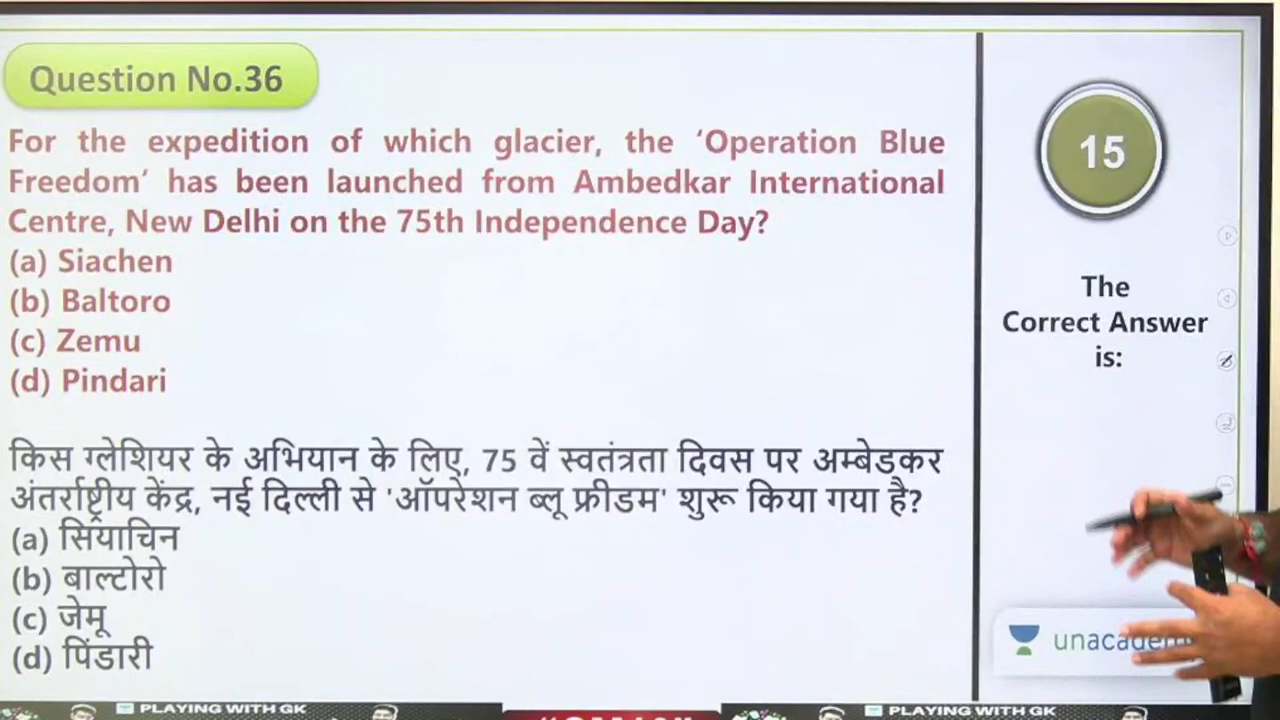 Question No.36
For the expedition of which glacier, the ‘Operation Blue
Freedom’ has been launched from Ambedkar International
Centre, New Delhi on the 75th Independence Day?
(a) Siachen
(b) Baltoro
(c) Zemu
(d) Pindari
किस ग्लेशियर के अभियान के लिए, 75 वें स्वतंत्रता दिवस पर अम्बेडकर
अंतर्राष्ट्रीय केंद्र, नई दिल्ली से 'ऑपरेशन ब्लू फ्रीडम' शुरू किया गया है?
(a) सियाचिन
(b) बाल्टोरो
(c) जेमू
(d) पिंडारी
15
The
Correct Answer
is:
unacadem
PLAYING WITH GK
PLAYING WITH GK